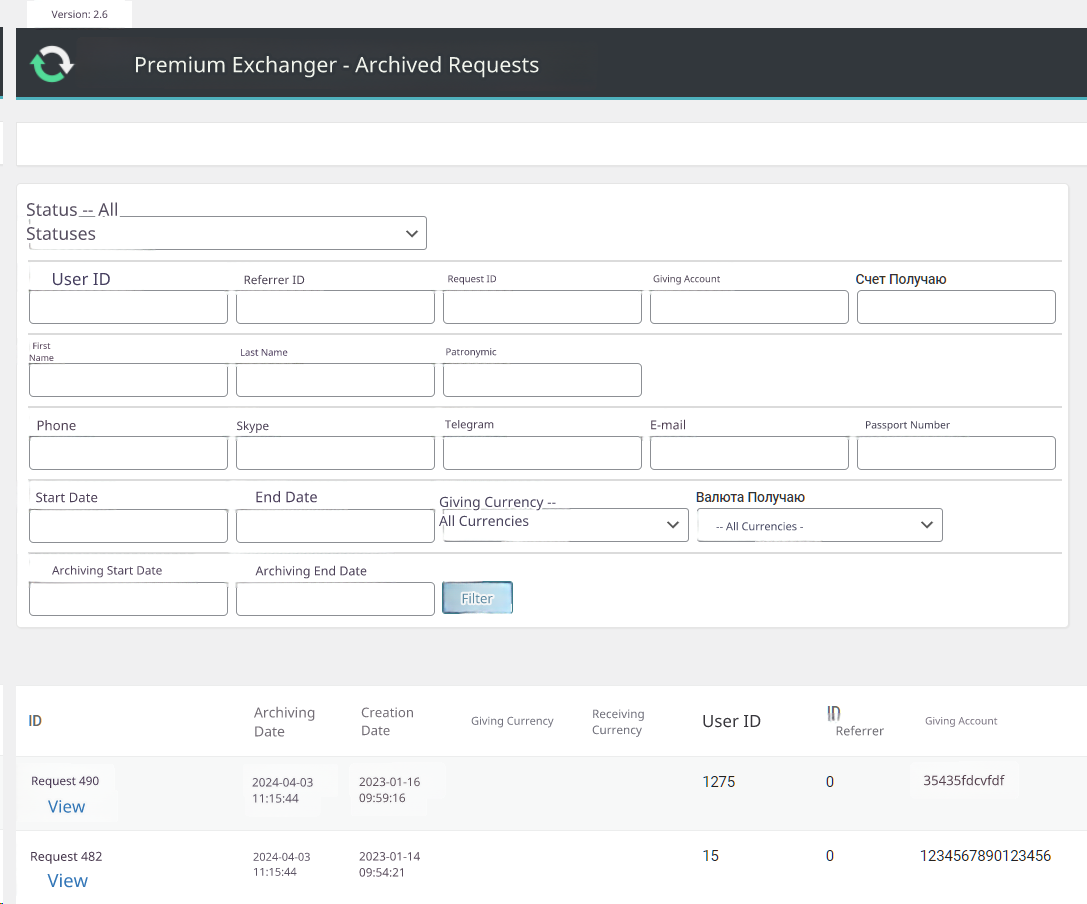 Version: 2.6
Premium Exchanger - Archived Requests
Status -- All
Statuses
User ID
Referrer ID
Request ID
Giving Account
Счет Получаю
First
Name
Last Name
Patronymic
Phone
Skype
Telegram
E-mail
Passport Number
Start Date
End Date
Giving Currency --
All Currencies
Валюта Получаю
-- All Currencies -
Archiving Start Date
Archiving End Date
Filter
ID
Archiving
Date
Creation
Date
Giving Currency
Receiving
Currency
User ID
ID
Referrer
Giving Account
Request 490
View
2024-04-03
11:15:44
2023-01-16
09:59:16
1275
0
35435fdcvfdf
Request 482
View
2024-04-03
11:15:44
2023-01-14
09:54:21
15
0
1234567890123456